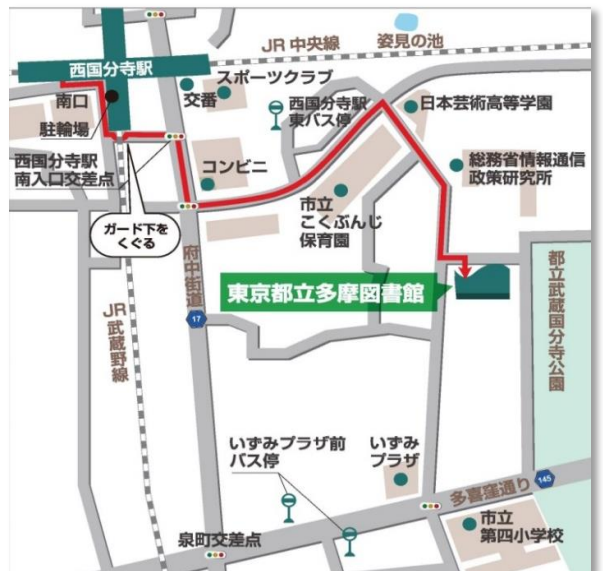 JR 中央線
姿見の池
西国分寺駅
スポーツクラブ
交番
南口
駐輪場
西国分寺駅
東バス停
日本芸術高等学園
西国分寺駅
南入口交差点
コンビニ
総務省情報通信
政策研究所
市立
こくぶんじ
保育園
ガード下を
くぐる
府中街道
17
東京都立多摩図書館
都立武蔵国分寺公園
JR武蔵野線
いずみプラザ前
バス停
いずみ
プラザ
多喜窪通り
145
泉町交差点
市立
第四小学校